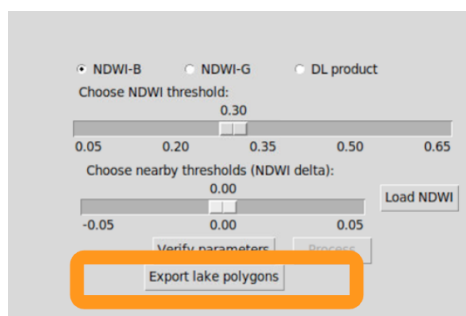 NDWI-B NDWI-G DL product
Choose NDWI threshold:
0.30
0.05 0.20 0.35 0.50 0.65
Choose nearby thresholds (NDWI delta):
0.00
Load NDWI
-0.05 0.00 0.05
Verify parameters Process
Export lake polygons